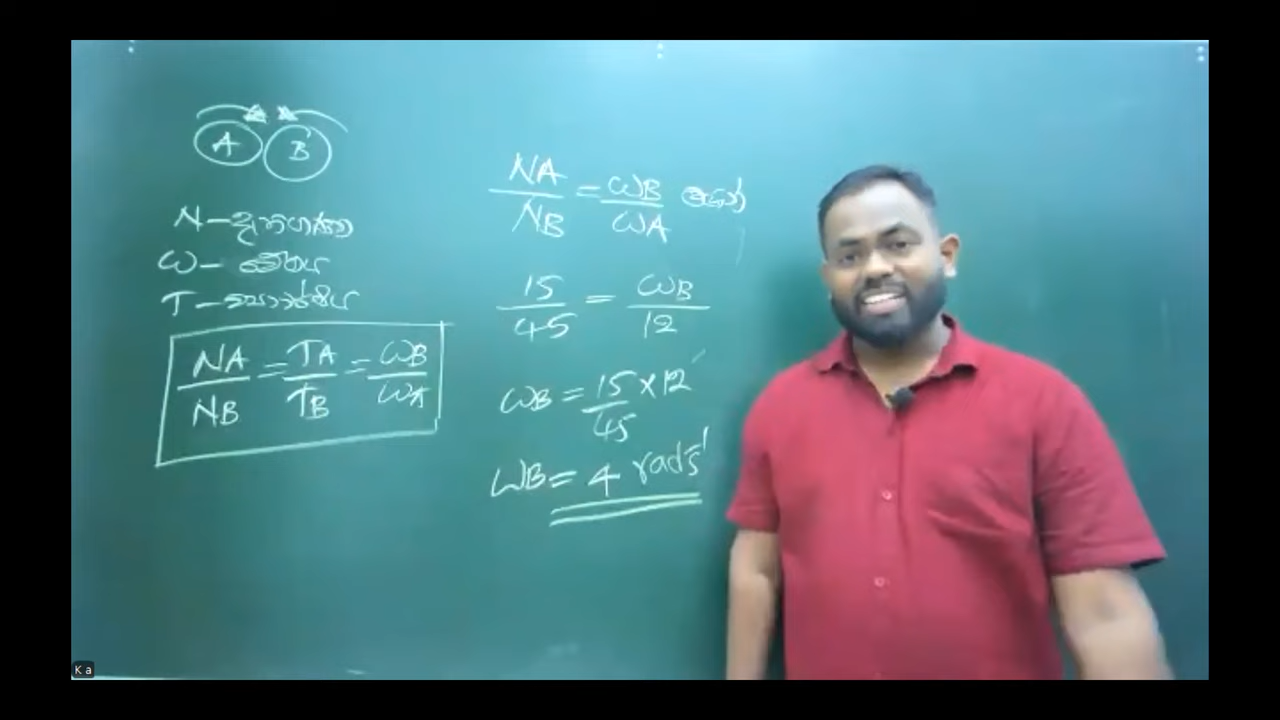 A B
N - දැති ගණන
ω - වේගය
T - ව්‍යාවර්තය
NA/NB = TA/TB = ωB/ωA
NA/NB = ωB/ωA
15/45 = ωB/12
ωB = 15/45 × 12
ωB = 4 rads⁻¹
Ka